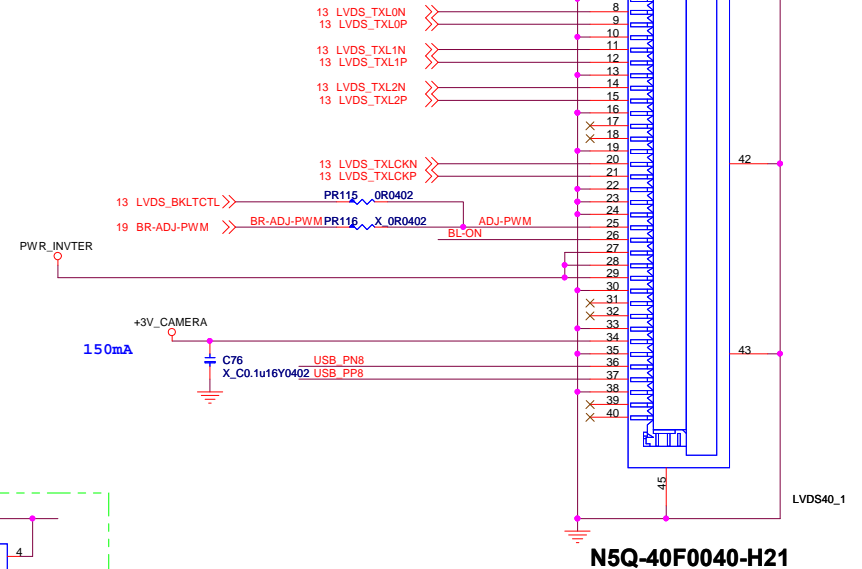 13 LVDS_TXL0N 8
13 LVDS_TXL0P 9
10
13 LVDS_TXL1N 11
13 LVDS_TXL1P 12
13
13 LVDS_TXL2N 14
13 LVDS_TXL2P 15
16
17
18
19
13 LVDS_TXLCKN 20
42
13 LVDS_TXLCKP 21
22
13 LVDS_BKLTCTL PR115 0R0402 23
24
19 BR-ADJ-PWM BR-ADJ-PWM PR116 X_0R0402 ADJ-PWM 25
BL-ON 26
PWR_INVTER 27
28
29
30
31
32
+3V_CAMERA 33
34
150mA 35
43
C76 USB_PN8 36
X_C0.1u16Y0402 USB_PP8 37
38
39
40
45
LVDS40_1
4
N5Q-40F0040-H21